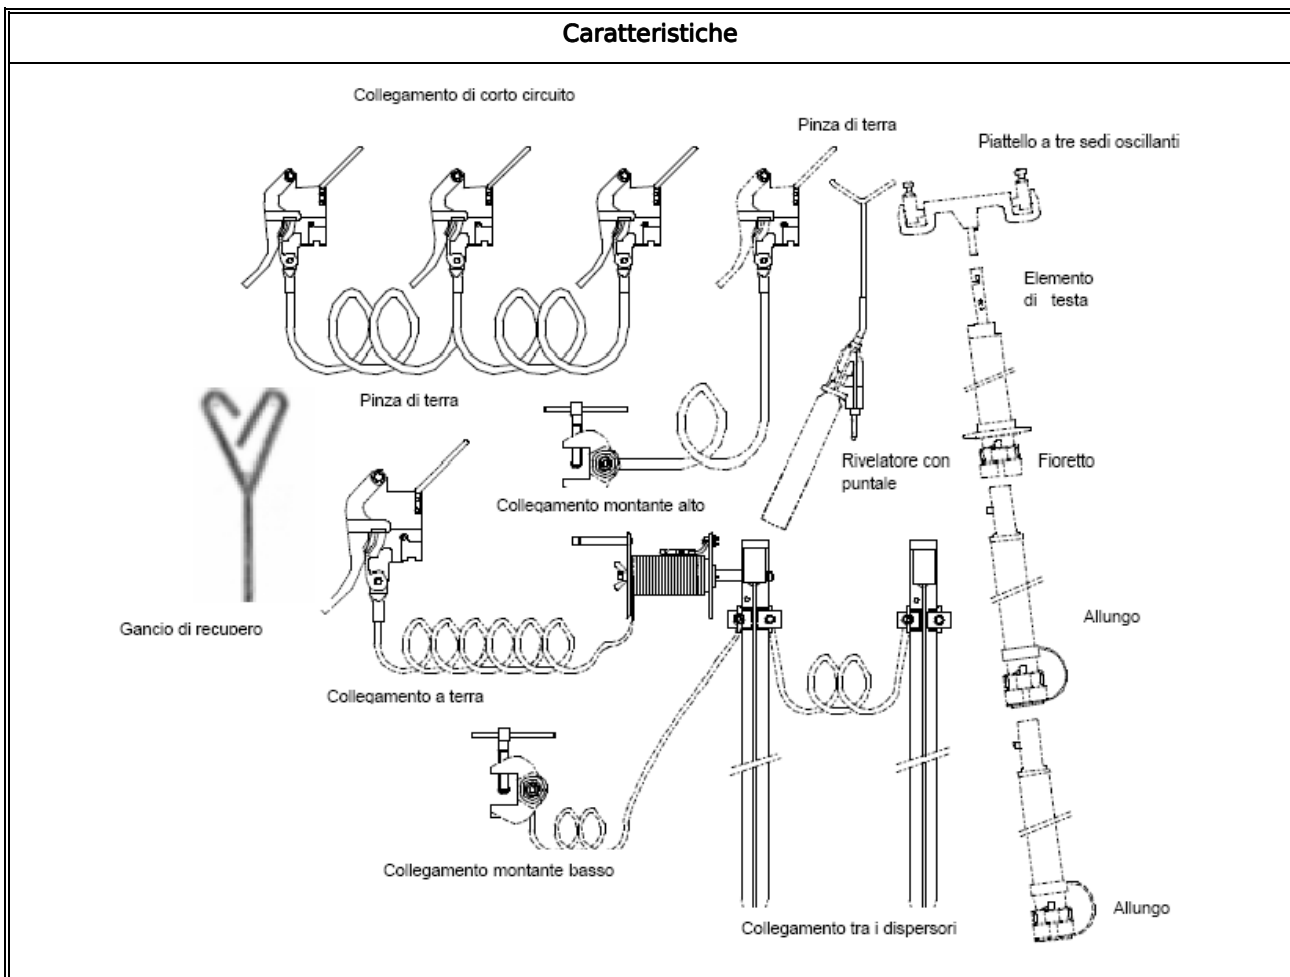 Caratteristiche
Collegamento di corto circuito
Pinza di terra
Piattello a tre sedi oscillanti
Elemento
di testa
Pinza di terra
Rivelatore con
puntale
Fioretto
Collegamento montante alto
Gancio di recupero
Allungo
Collegamento a terra
Collegamento montante basso
Allungo
Collegamento tra i dispersori